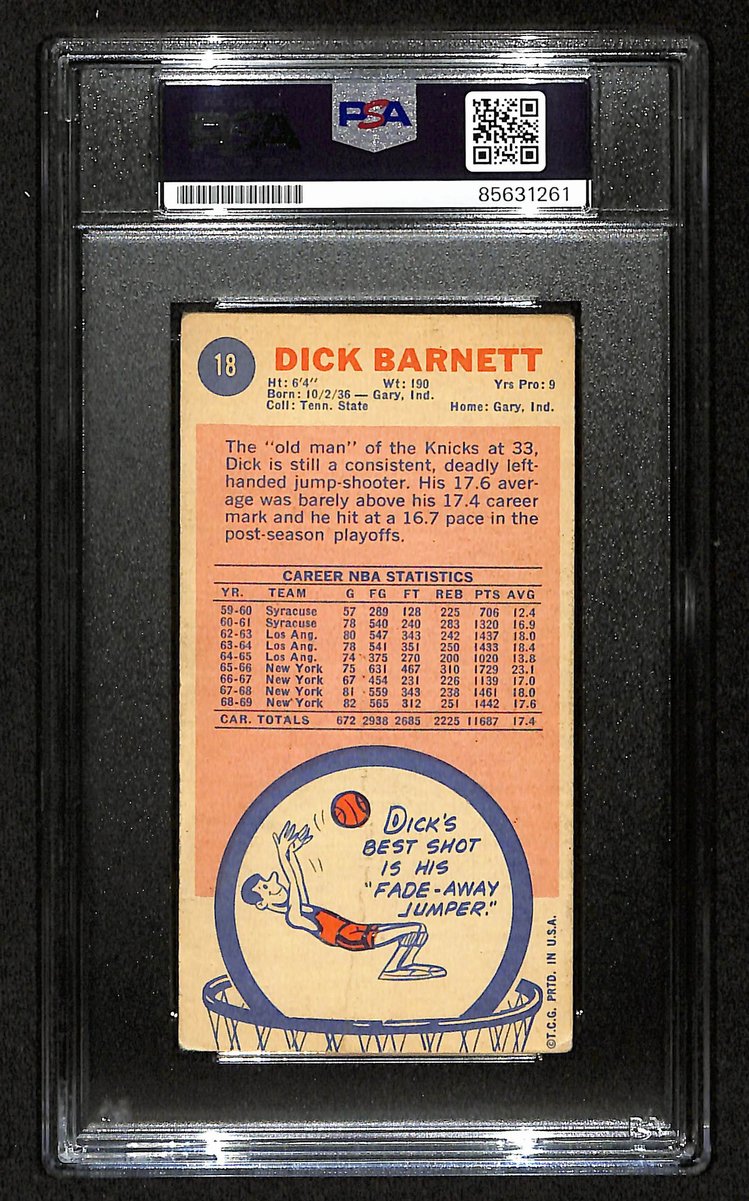 PSA
85631261
18 DICK BARNETT
Ht: 6'4" Wt: 190 Yrs Pro: 9
Born: 10/2/36 — Gary, Ind.
Coll: Tenn. State Home: Gary, Ind.
The "old man" of the Knicks at 33,
Dick is still a consistent, deadly left-
handed jump-shooter. His 17.6 aver-
age was barely above his 17.4 career
mark and he hit at a 16.7 pace in the
post-season playoffs.
CAREER NBA STATISTICS
YR. TEAM G FG FT REB PTS AVG
59-60 Syracuse 57 289 128 225 706 12.4
60-61 Syracuse 78 540 240 283 1320 16.9
62-63 Los Ang. 80 547 343 242 1437 18.0
63-64 Los Ang. 78 541 351 250 1433 18.4
64-65 Los Ang. 74 375 270 200 1020 13.8
65-66 New York 75 631 467 310 1729 23.1
66-67 New York 67 454 231 226 1139 17.0
67-68 New York 81 559 343 238 1461 18.0
68-69 New York 82 565 312 251 1442 17.6
CAR. TOTALS 672 2938 2685 2225 11687 17.4
DICK'S
BEST SHOT
IS HIS
"FADE-AWAY
JUMPER."
©T.C.G. PRTD. IN U.S.A.
PSA